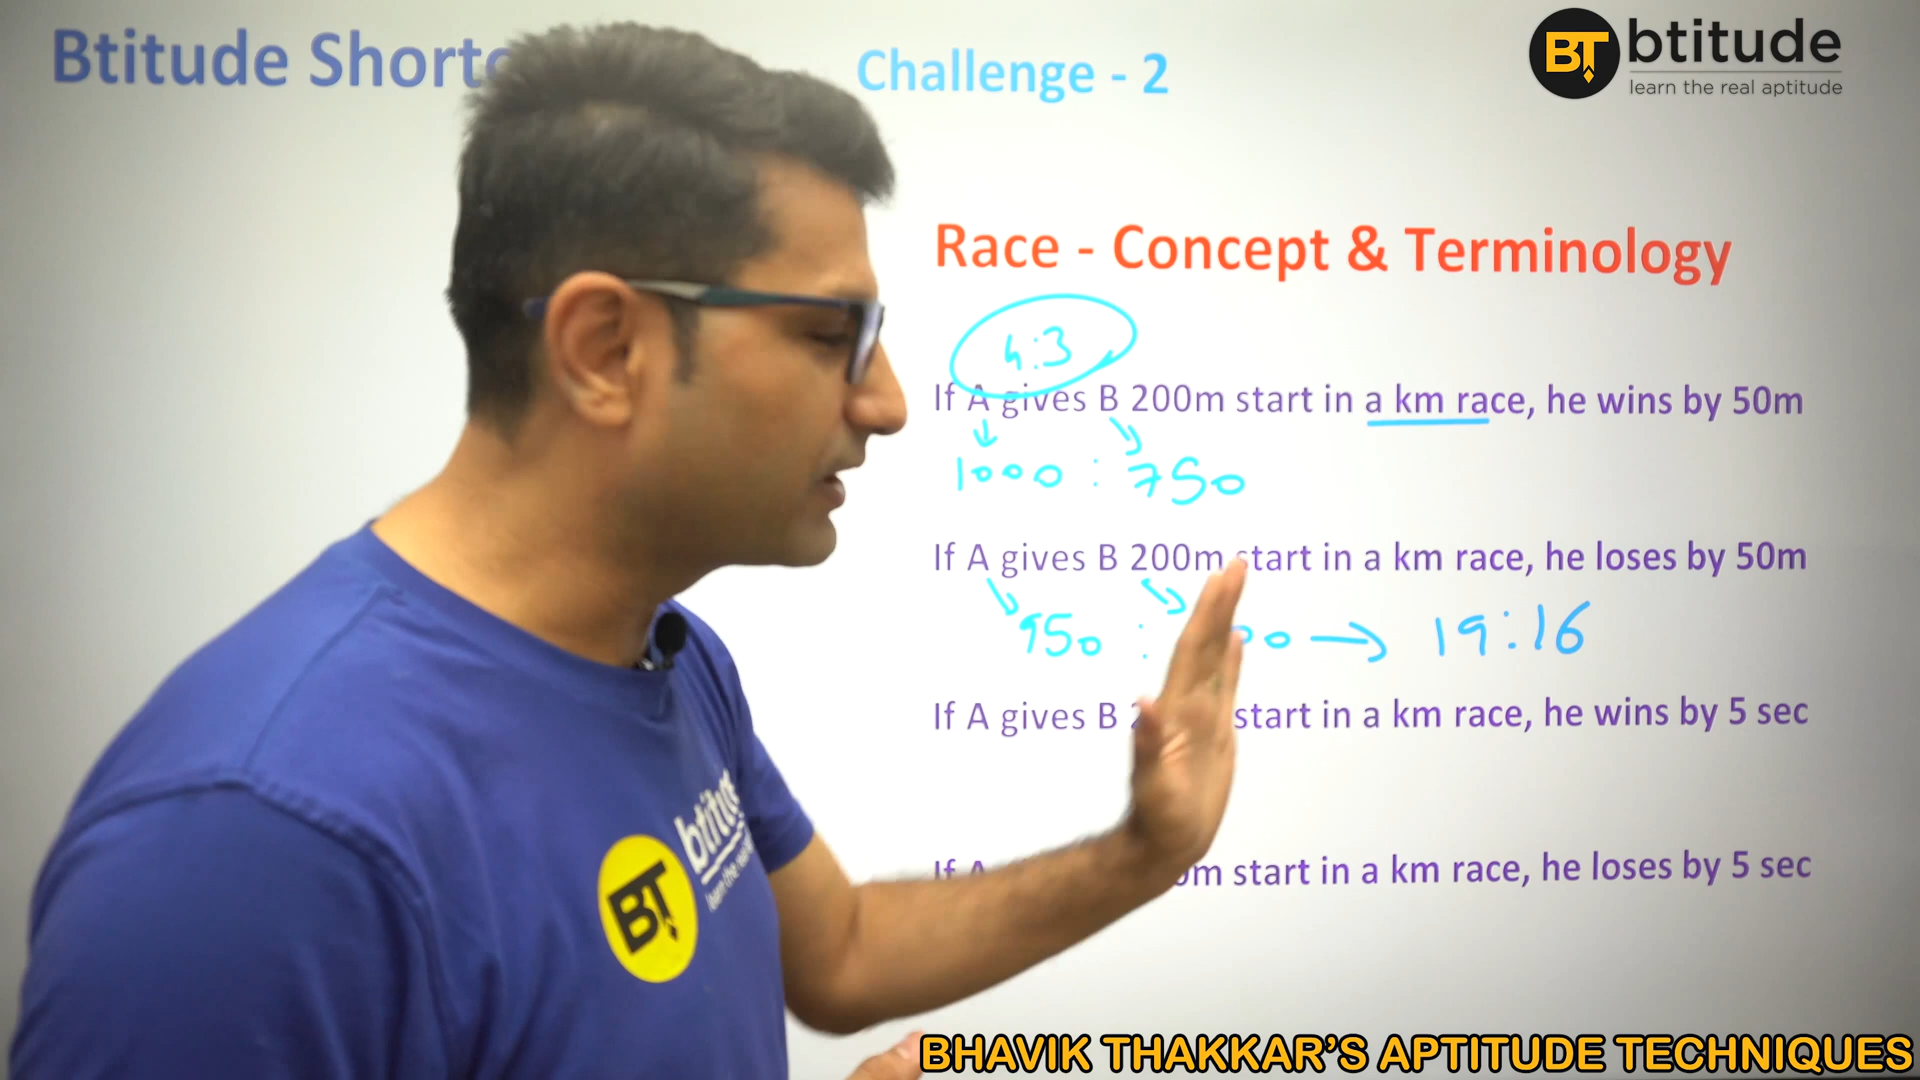 Btitude Short
Challenge - 2
BT btitude
learn the real aptitude
Race - Concept & Terminology
4:3
If A gives B 200m start in a km race, he wins by 50m
1000 : 750
If A gives B 200m start in a km race, he loses by 50m
950 : 00 → 19:16
If A gives B start in a km race, he wins by 5 sec
If A m start in a km race, he loses by 5 sec
BT
BHAVIK THAKKAR'S APTITUDE TECHNIQUES